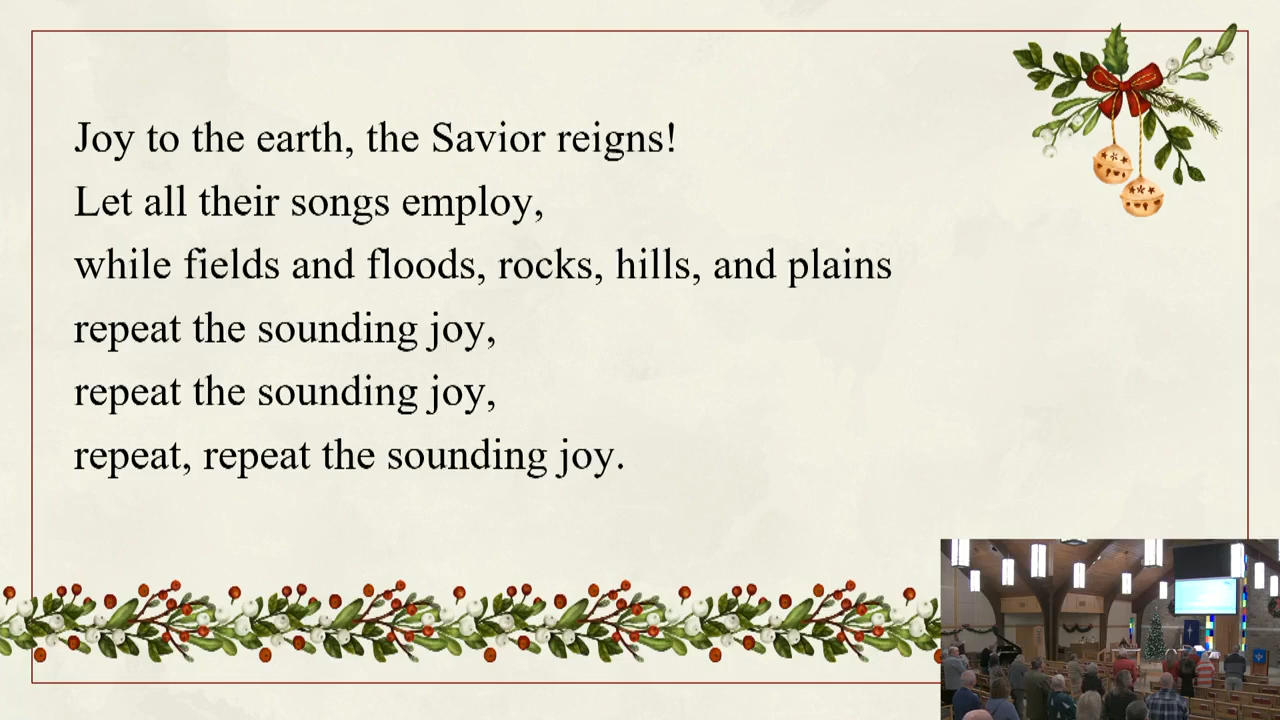 Joy to the earth, the Savior reigns!
Let all their songs employ,
while fields and floods, rocks, hills, and plains
repeat the sounding joy,
repeat the sounding joy,
repeat, repeat the sounding joy.